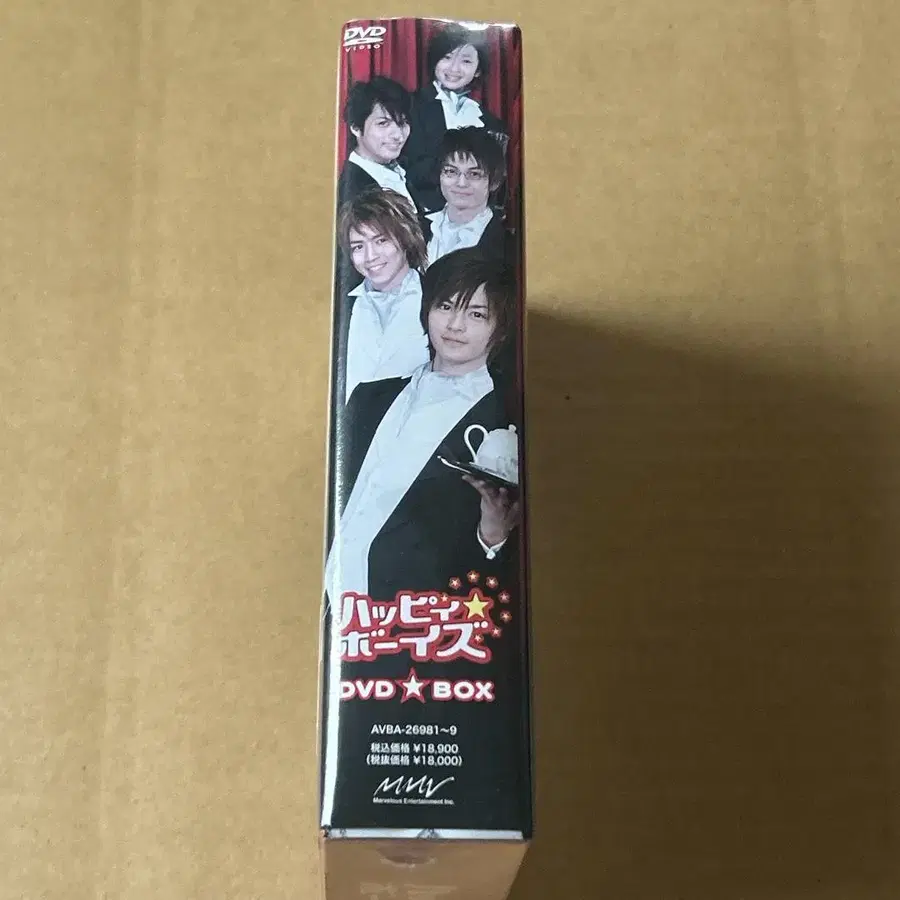 DVD
VIDEO
ハッピィ★
ボーイズ
DVD★BOX
AVBA-26981〜9
税込価格 ¥18,900
(税抜価格 ¥18,000)
MMV
Marvelous Entertainment Inc.